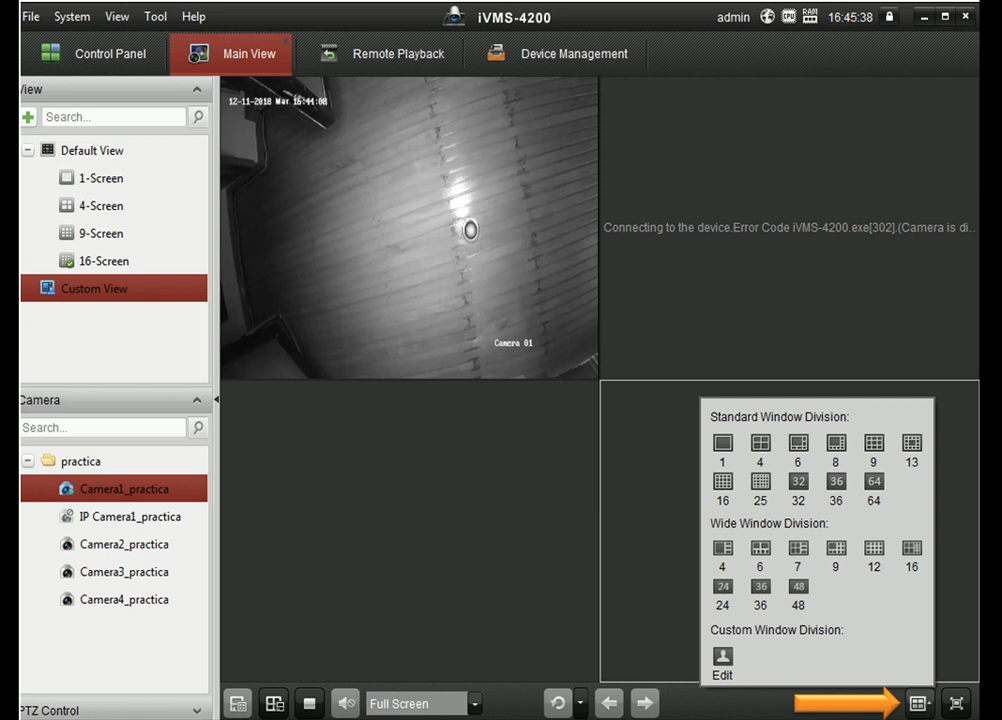 File System View Tool Help
iVMS-4200
admin CPU RAM 16:45:38
Control Panel Main View Remote Playback Device Management
View
Search...
Default View
1-Screen
4-Screen
9-Screen
16-Screen
Custom View
Camera
Search...
practica
Camera1_practica
IP Camera1_practica
Camera2_practica
Camera3_practica
Camera4_practica
PTZ Control
12-11-2018 Mar 16:44:08
Camera 01
Connecting to the device.Error Code iVMS-4200.exe[302].(Camera is di..
Standard Window Division:
1 4 6 8 9 13
32 36 64
16 25 32 36 64
Wide Window Division:
4 6 7 9 12 16
24 36 48
24 36 48
Custom Window Division:
Edit
Full Screen